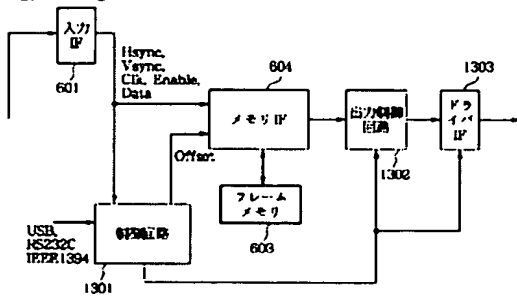 入力
IF
601
Hsync,
Vsync,
Clk, Enable,
Data
604
メモリIF
Offset
フレーム
メモリ
603
出力制御
回路
1302
1303
ドラ
イバ
IF
USB,
RS232C
IEEE1394
制御回路
1301